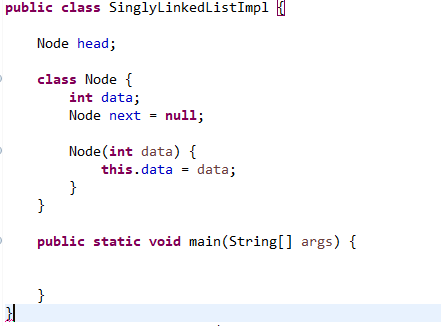 public class SinglyLinkedListImpl {
Node head;
class Node {
int data;
Node next = null;
Node(int data) {
this.data = data;
}
}
public static void main(String[] args) {
}
}